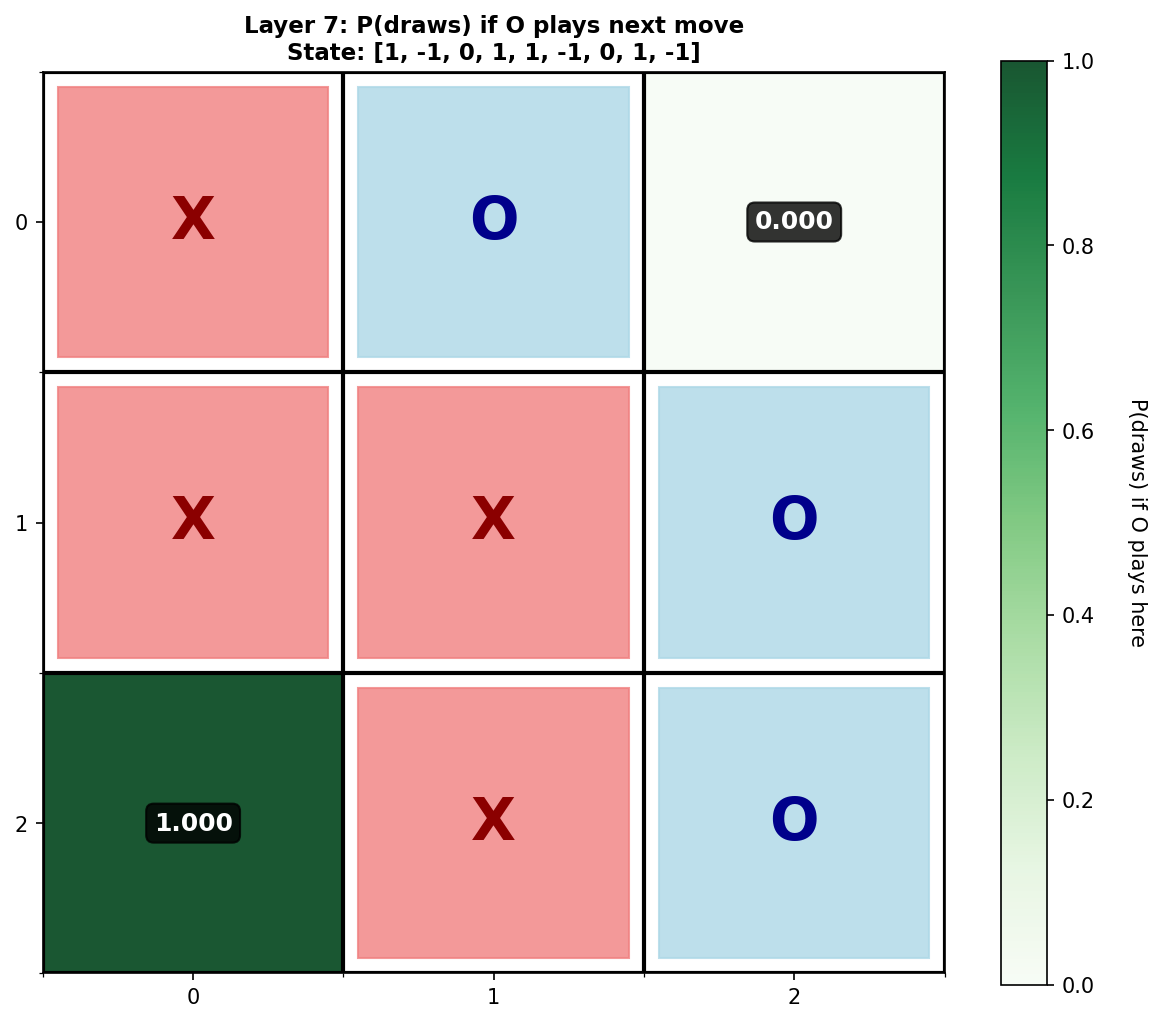 Layer 7: P(draws) if O plays next move
State: [1, -1, 0, 1, 1, -1, 0, 1, -1]
X
O
0.000
0
X
X
O
1
1.000
X
O
2
0
1
2
1.0
0.8
0.6
0.4
0.2
0.0
P(draws) if O plays here